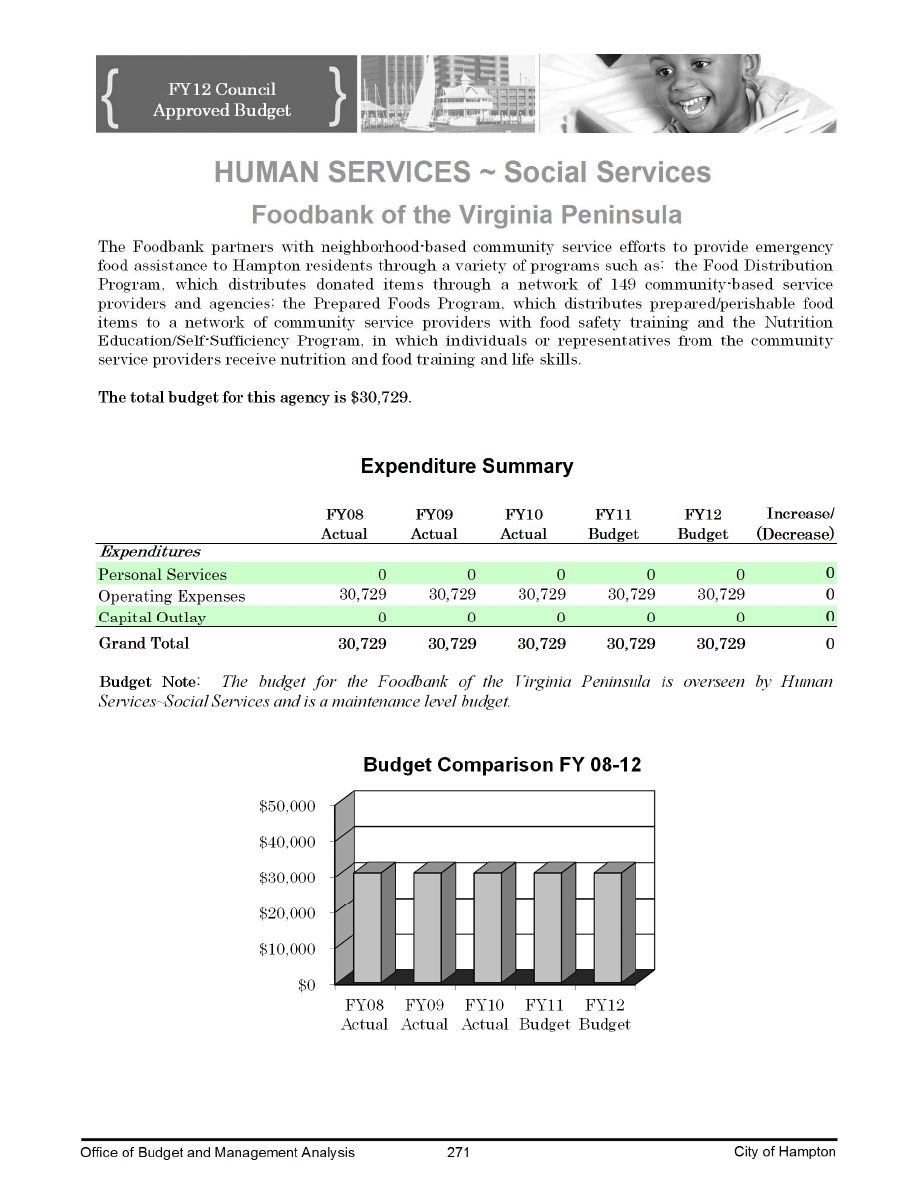 FY12 Council
Approved Budget
HUMAN SERVICES ~ Social Services
Foodbank of the Virginia Peninsula
The Foodbank partners with neighborhood-based community service efforts to provide emergency
food assistance to Hampton residents through a variety of programs such as: the Food Distribution
Program, which distributes donated items through a network of 149 community-based service
providers and agencies; the Prepared Foods Program, which distributes prepared/perishable food
items to a network of community service providers with food safety training and the Nutrition
Education/Self-Sufficiency Program, in which individuals or representatives from the community
service providers receive nutrition and food training and life skills.
The total budget for this agency is $30,729.
Expenditure Summary
FY08 FY09 FY10 FY11 FY12 Increase/
Actual Actual Actual Budget Budget (Decrease)
Expenditures
Personal Services 0 0 0 0 0 0
Operating Expenses 30,729 30,729 30,729 30,729 30,729 0
Capital Outlay 0 0 0 0 0 0
Grand Total 30,729 30,729 30,729 30,729 30,729 0
Budget Note: The budget for the Foodbank of the Virginia Peninsula is overseen by Human
Services~Social Services and is a maintenance level budget.
Budget Comparison FY 08-12
$50,000
$40,000
$30,000
$20,000
$10,000
$0
FY08 FY09 FY10 FY11 FY12
Actual Actual Actual Budget Budget
Office of Budget and Management Analysis 271 City of Hampton